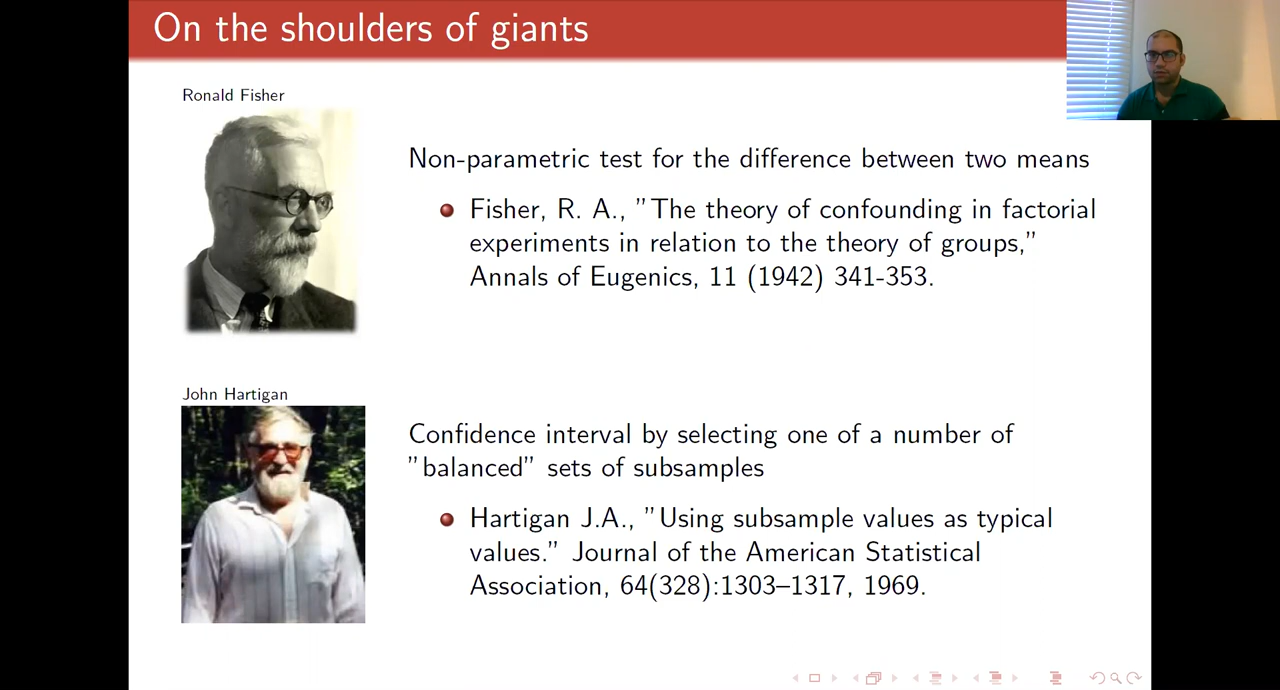 On the shoulders of giants
Ronald Fisher
Non-parametric test for the difference between two means
Fisher, R. A., ”The theory of confounding in factorial
experiments in relation to the theory of groups,”
Annals of Eugenics, 11 (1942) 341-353.
John Hartigan
Confidence interval by selecting one of a number of
”balanced” sets of subsamples
Hartigan J.A., ”Using subsample values as typical
values.” Journal of the American Statistical
Association, 64(328):1303–1317, 1969.